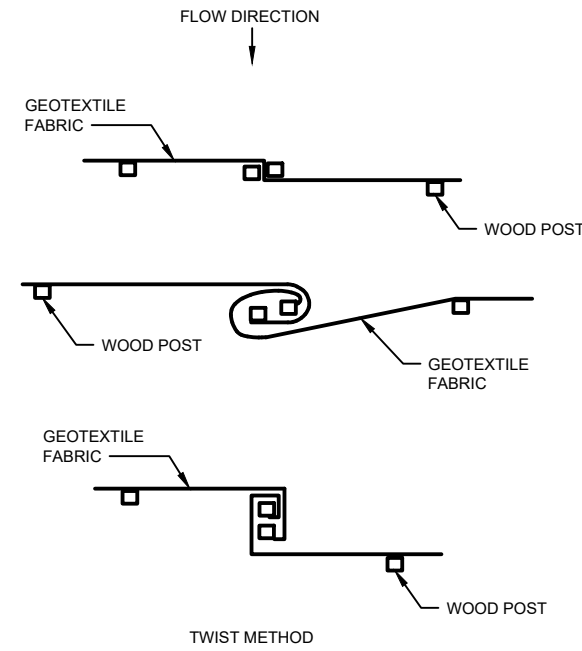 FLOW DIRECTION
GEOTEXTILE
FABRIC
WOOD POST
WOOD POST
GEOTEXTILE
FABRIC
GEOTEXTILE
FABRIC
WOOD POST
TWIST METHOD